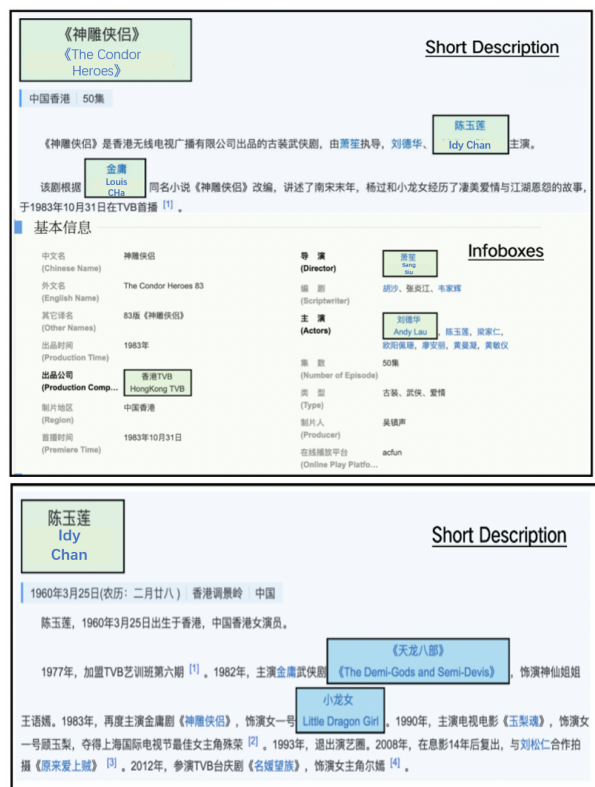 《神雕侠侣》
《The Condor
Heroes》
Short Description
中国香港 50集
陈玉莲
《神雕侠侣》是香港无线电视广播有限公司出品的古装武侠剧，由萧笙执导，刘德华、 Idy Chan 主演。
金庸
Louis
CHa
该剧根据 同名小说《神雕侠侣》改编，讲述了南宋末年，杨过和小龙女经历了凄美爱情与江湖恩怨的故事，
于1983年10月31日在TVB首播 [1] 。
基本信息
Infoboxes
中文名 神雕侠侣 导 演 萧笙
(Chinese Name) (Director) Sang
Siu
外文名 The Condor Heroes 83 编 剧 胡沙、张炎江、韦家辉
(English Name) (Scriptwriter)
其它译名 83版《神雕侠侣》 主 演 刘德华
(Other Names) (Actors) Andy Lau ，陈玉莲，梁家仁，
欧阳佩珊，廖安丽，黄曼凝，黄敏仪
出品时间 1983年
(Production Time)
集 数 50集
(Number of Episode)
出品公司 香港TVB
(Production Comp... HongKong TVB
类 型 古装、武侠、爱情
(Type)
制片地区 中国香港
(Region)
制片人 吴镇声
(Producer)
首播时间 1983年10月31日
(Premiere Time)
在线播放平台 acfun
(Online Play Platfo...
陈玉莲
Idy
Chan
Short Description
1960年3月25日(农历：二月廿八 ) 香港调景岭 中国
陈玉莲，1960年3月25日出生于香港，中国香港女演员。
《天龙八部》
1977年，加盟TVB艺训班第六期 [1] 。1982年，主演金庸武侠剧 《The Demi-Gods and Semi-Devis》 ，饰演神仙姐姐
小龙女
王语嫣。1983年，再度主演金庸剧《神雕侠侣》，饰演女一号 Little Dragon Girl 。1990年，主演电视电影《玉梨魂》，饰演女
一号顾玉梨，夺得上海国际电视节最佳女主角殊荣 [2] 。1993年，退出演艺圈。2008年，在息影14年后复出，与刘松仁合作拍
摄《原来爱上贼》 [3] 。2012年，参演TVB台庆剧《名媛望族》，饰演女主角尔嫣 [4] 。